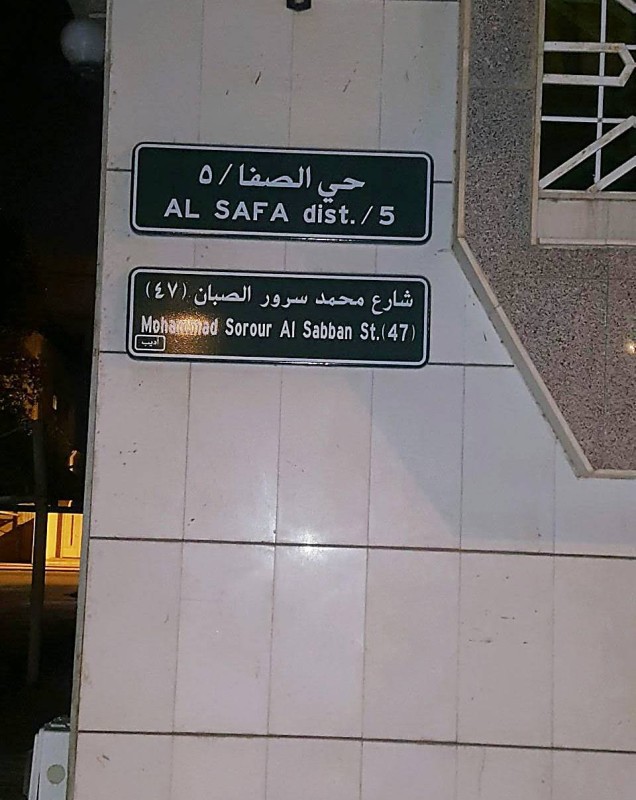 حي الصفا / ٥
AL SAFA dist. / 5
شارع محمد سرور الصبان (٤٧)
Mohammad Sorour Al Sabban St.(47)
أديب